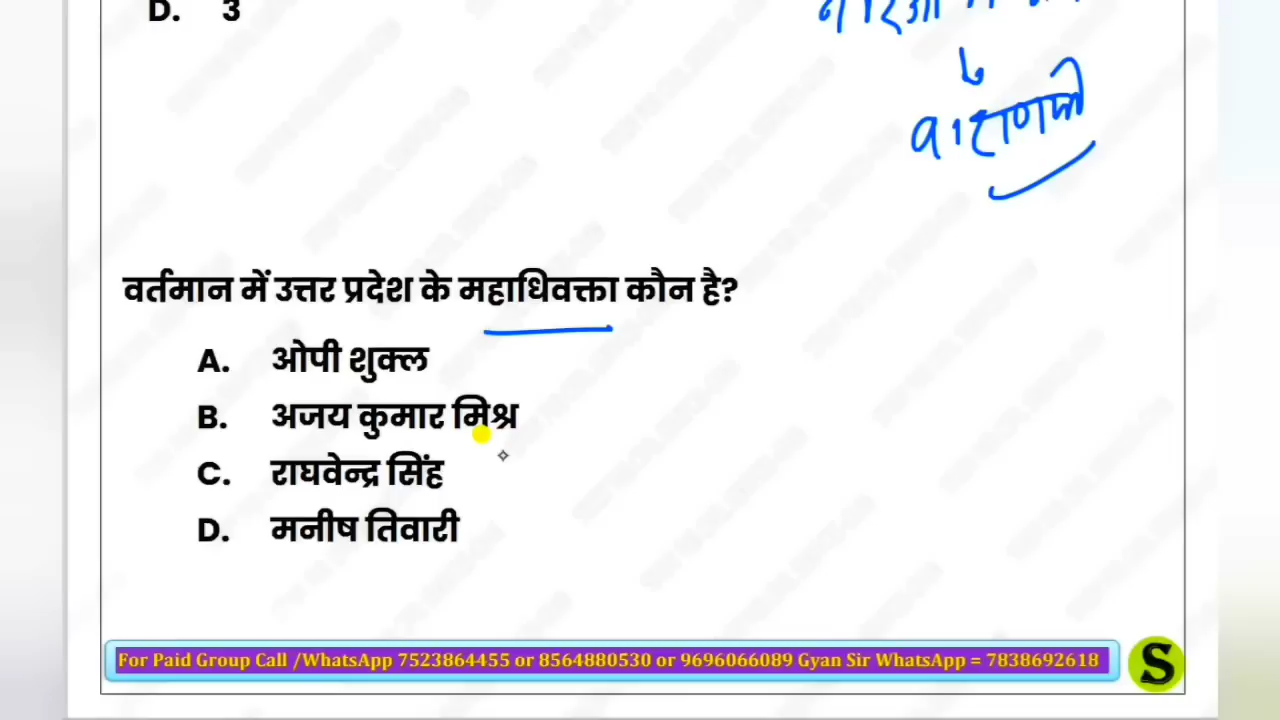 D. 3
वर्तमान में उत्तर प्रदेश के महाधिवक्ता कौन है?
A. ओपी शुक्ल
B. अजय कुमार मिश्र
C. राघवेन्द्र सिंह
D. मनीष तिवारी
For Paid Group Call /WhatsApp 7523864455 or 8564880530 or 9696066089 Gyan Sir WhatsApp = 7838692618
S